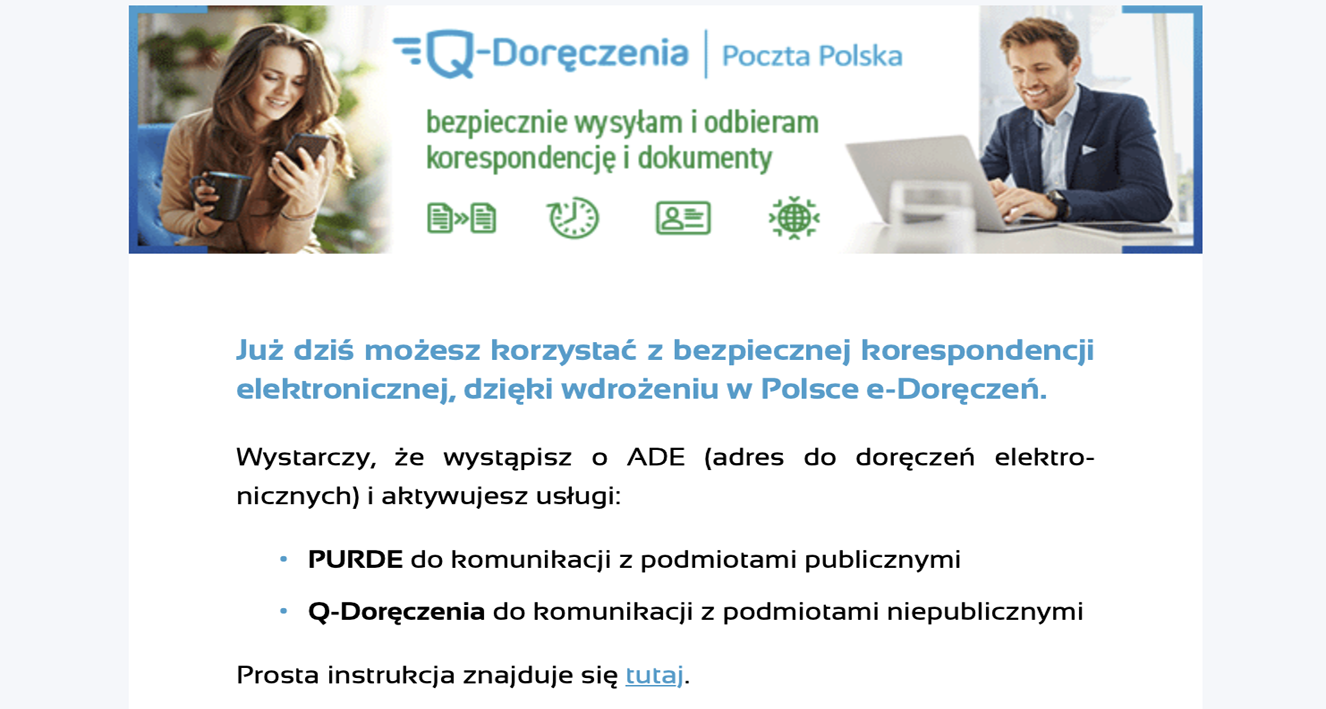 Q-Doręczenia | Poczta Polska
bezpiecznie wysyłam i odbieram
korespondencję i dokumenty
Już dziś możesz korzystać z bezpiecznej korespondencji
elektronicznej, dzięki wdrożeniu w Polsce e-Doręczeń.
Wystarczy, że wystąpisz o ADE (adres do doręczeń elektro-
nicznych) i aktywujesz usługi:
• PURDE do komunikacji z podmiotami publicznymi
• Q-Doręczenia do komunikacji z podmiotami niepublicznymi
Prosta instrukcja znajduje się tutaj.